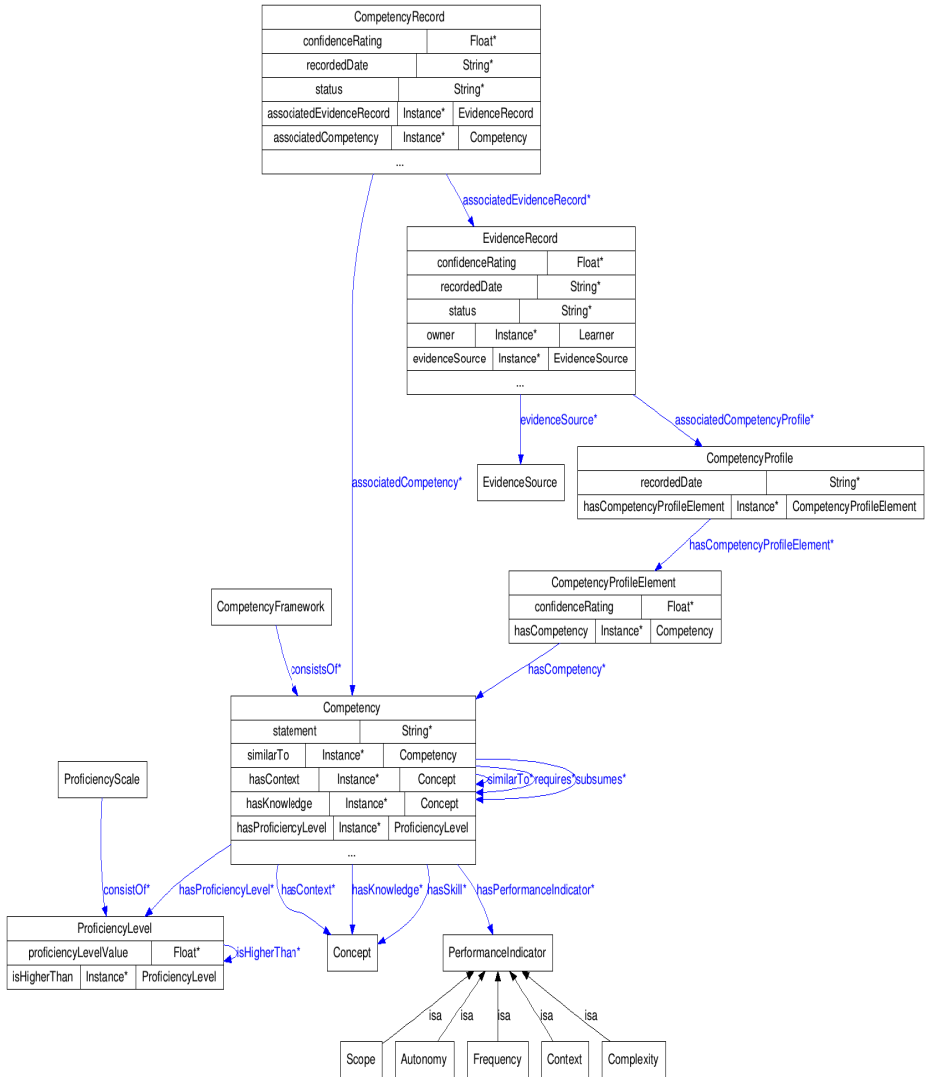 CompetencyRecord
confidenceRating Float*
recordedDate String*
status String*
associatedEvidenceRecord Instance* EvidenceRecord
associatedCompetency Instance* Competency
...
associatedEvidenceRecord*
EvidenceRecord
confidenceRating Float*
recordedDate String*
status String*
owner Instance* Learner
evidenceSource Instance* EvidenceSource
...
evidenceSource* associatedCompetencyProfile*
CompetencyProfile
recordedDate String*
hasCompetencyProfileElement Instance* CompetencyProfileElement
EvidenceSource
associatedCompetency*
hasCompetencyProfileElement*
CompetencyProfileElement
confidenceRating Float*
hasCompetency Instance* Competency
CompetencyFramework
consistsOf* hasCompetency*
Competency
statement String*
similarTo Instance* Competency
hasContext Instance* Concept
hasKnowledge Instance* Concept
hasProficiencyLevel Instance* ProficiencyLevel
...
similarTo* requires* subsumes*
ProficiencyScale
consistOf* hasProficiencyLevel* hasContext* hasKnowledge* hasSkill* hasPerformanceIndicator*
ProficiencyLevel
proficiencyLevelValue Float*
isHigherThan Instance* ProficiencyLevel
isHigherThan*
Concept
PerformanceIndicator
isa isa isa isa isa
Scope Autonomy Frequency Context Complexity